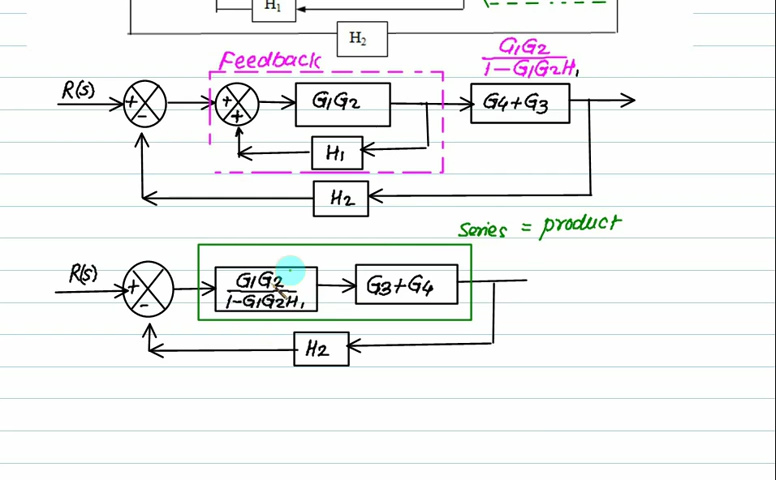 H₁
H₂
Feedback
G₁G₂
1-G₁G₂H₁
R(s)
+
-
+
+
G₁G₂
G4+G3
H₁
H₂
Series = product
R(s)
+
-
G₁G₂
1-G₁G₂H₁
G3+G4
H₂